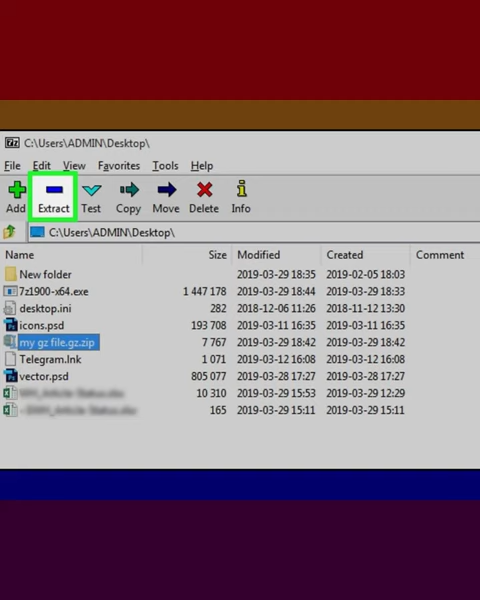 7z C:\Users\ADMIN\Desktop\
File Edit View Favorites Tools Help
Add Extract Test Copy Move Delete Info
C:\Users\ADMIN\Desktop\
Name Size Modified Created Comment
New folder 2019-03-29 18:35 2019-02-05 18:03
7z1900-x64.exe 1 447 178 2019-03-29 18:44 2019-03-29 18:33
desktop.ini 282 2018-12-06 11:26 2018-11-12 13:30
icons.psd 193 708 2019-03-11 16:35 2019-03-11 16:35
my gz file.gz.zip 7 767 2019-03-29 18:42 2019-03-29 18:42
Telegram.lnk 1 071 2019-03-12 16:08 2019-03-12 16:08
vector.psd 805 077 2019-03-28 17:27 2019-03-28 17:27
10 310 2019-03-29 15:53 2019-03-29 12:29
165 2019-03-29 15:11 2019-03-29 15:11